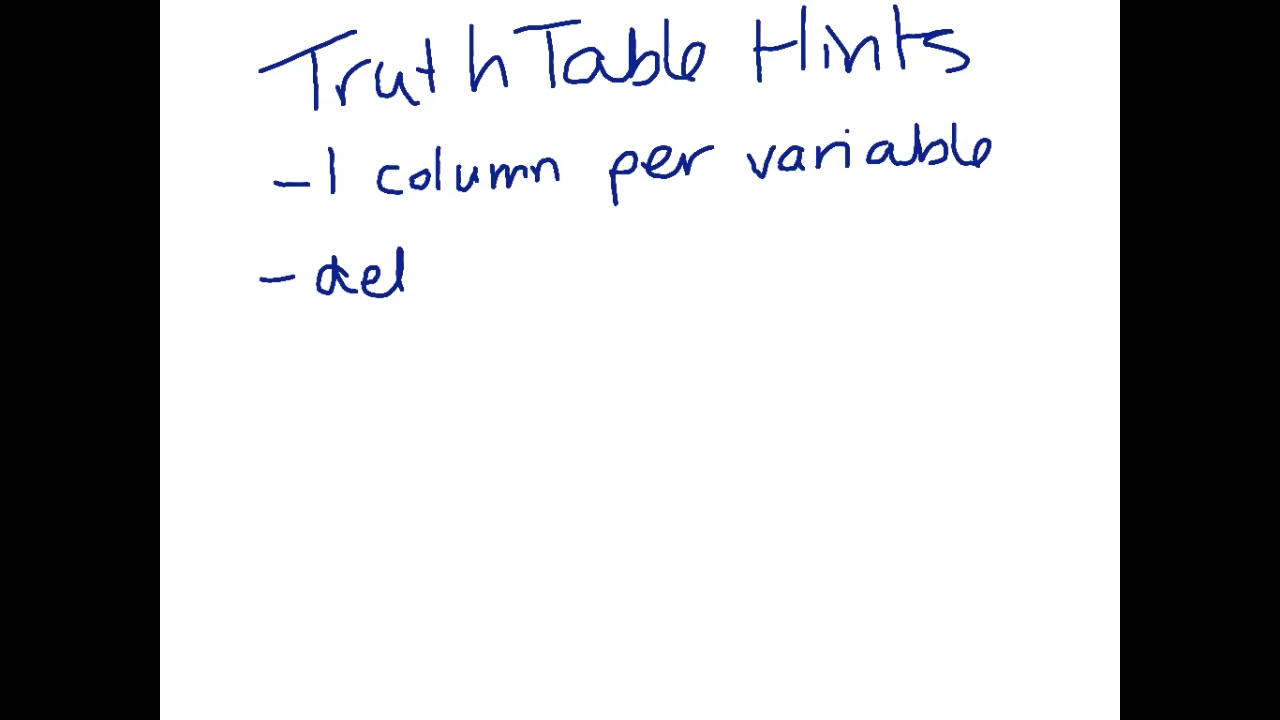 Truth Table Hints
- 1 column per variable
- del